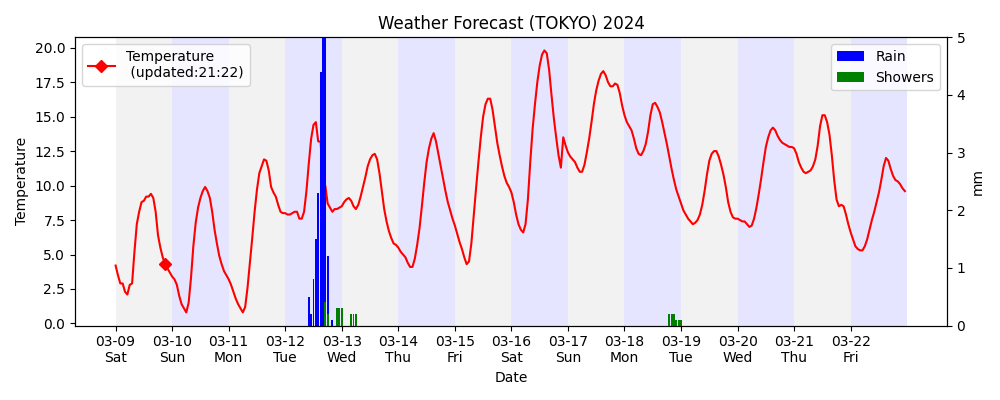 Weather Forecast (TOKYO) 2024
Temperature
(updated:21:22)
Rain
Showers
Temperature
20.0
17.5
15.0
12.5
10.0
7.5
5.0
2.5
0.0
5
4
3
2
1
0
mm
03-09 03-10 03-11 03-12 03-13 03-14 03-15 03-16 03-17 03-18 03-19 03-20 03-21 03-22
Sat Sun Mon Tue Wed Thu Fri Sat Sun Mon Tue Wed Thu Fri
Date